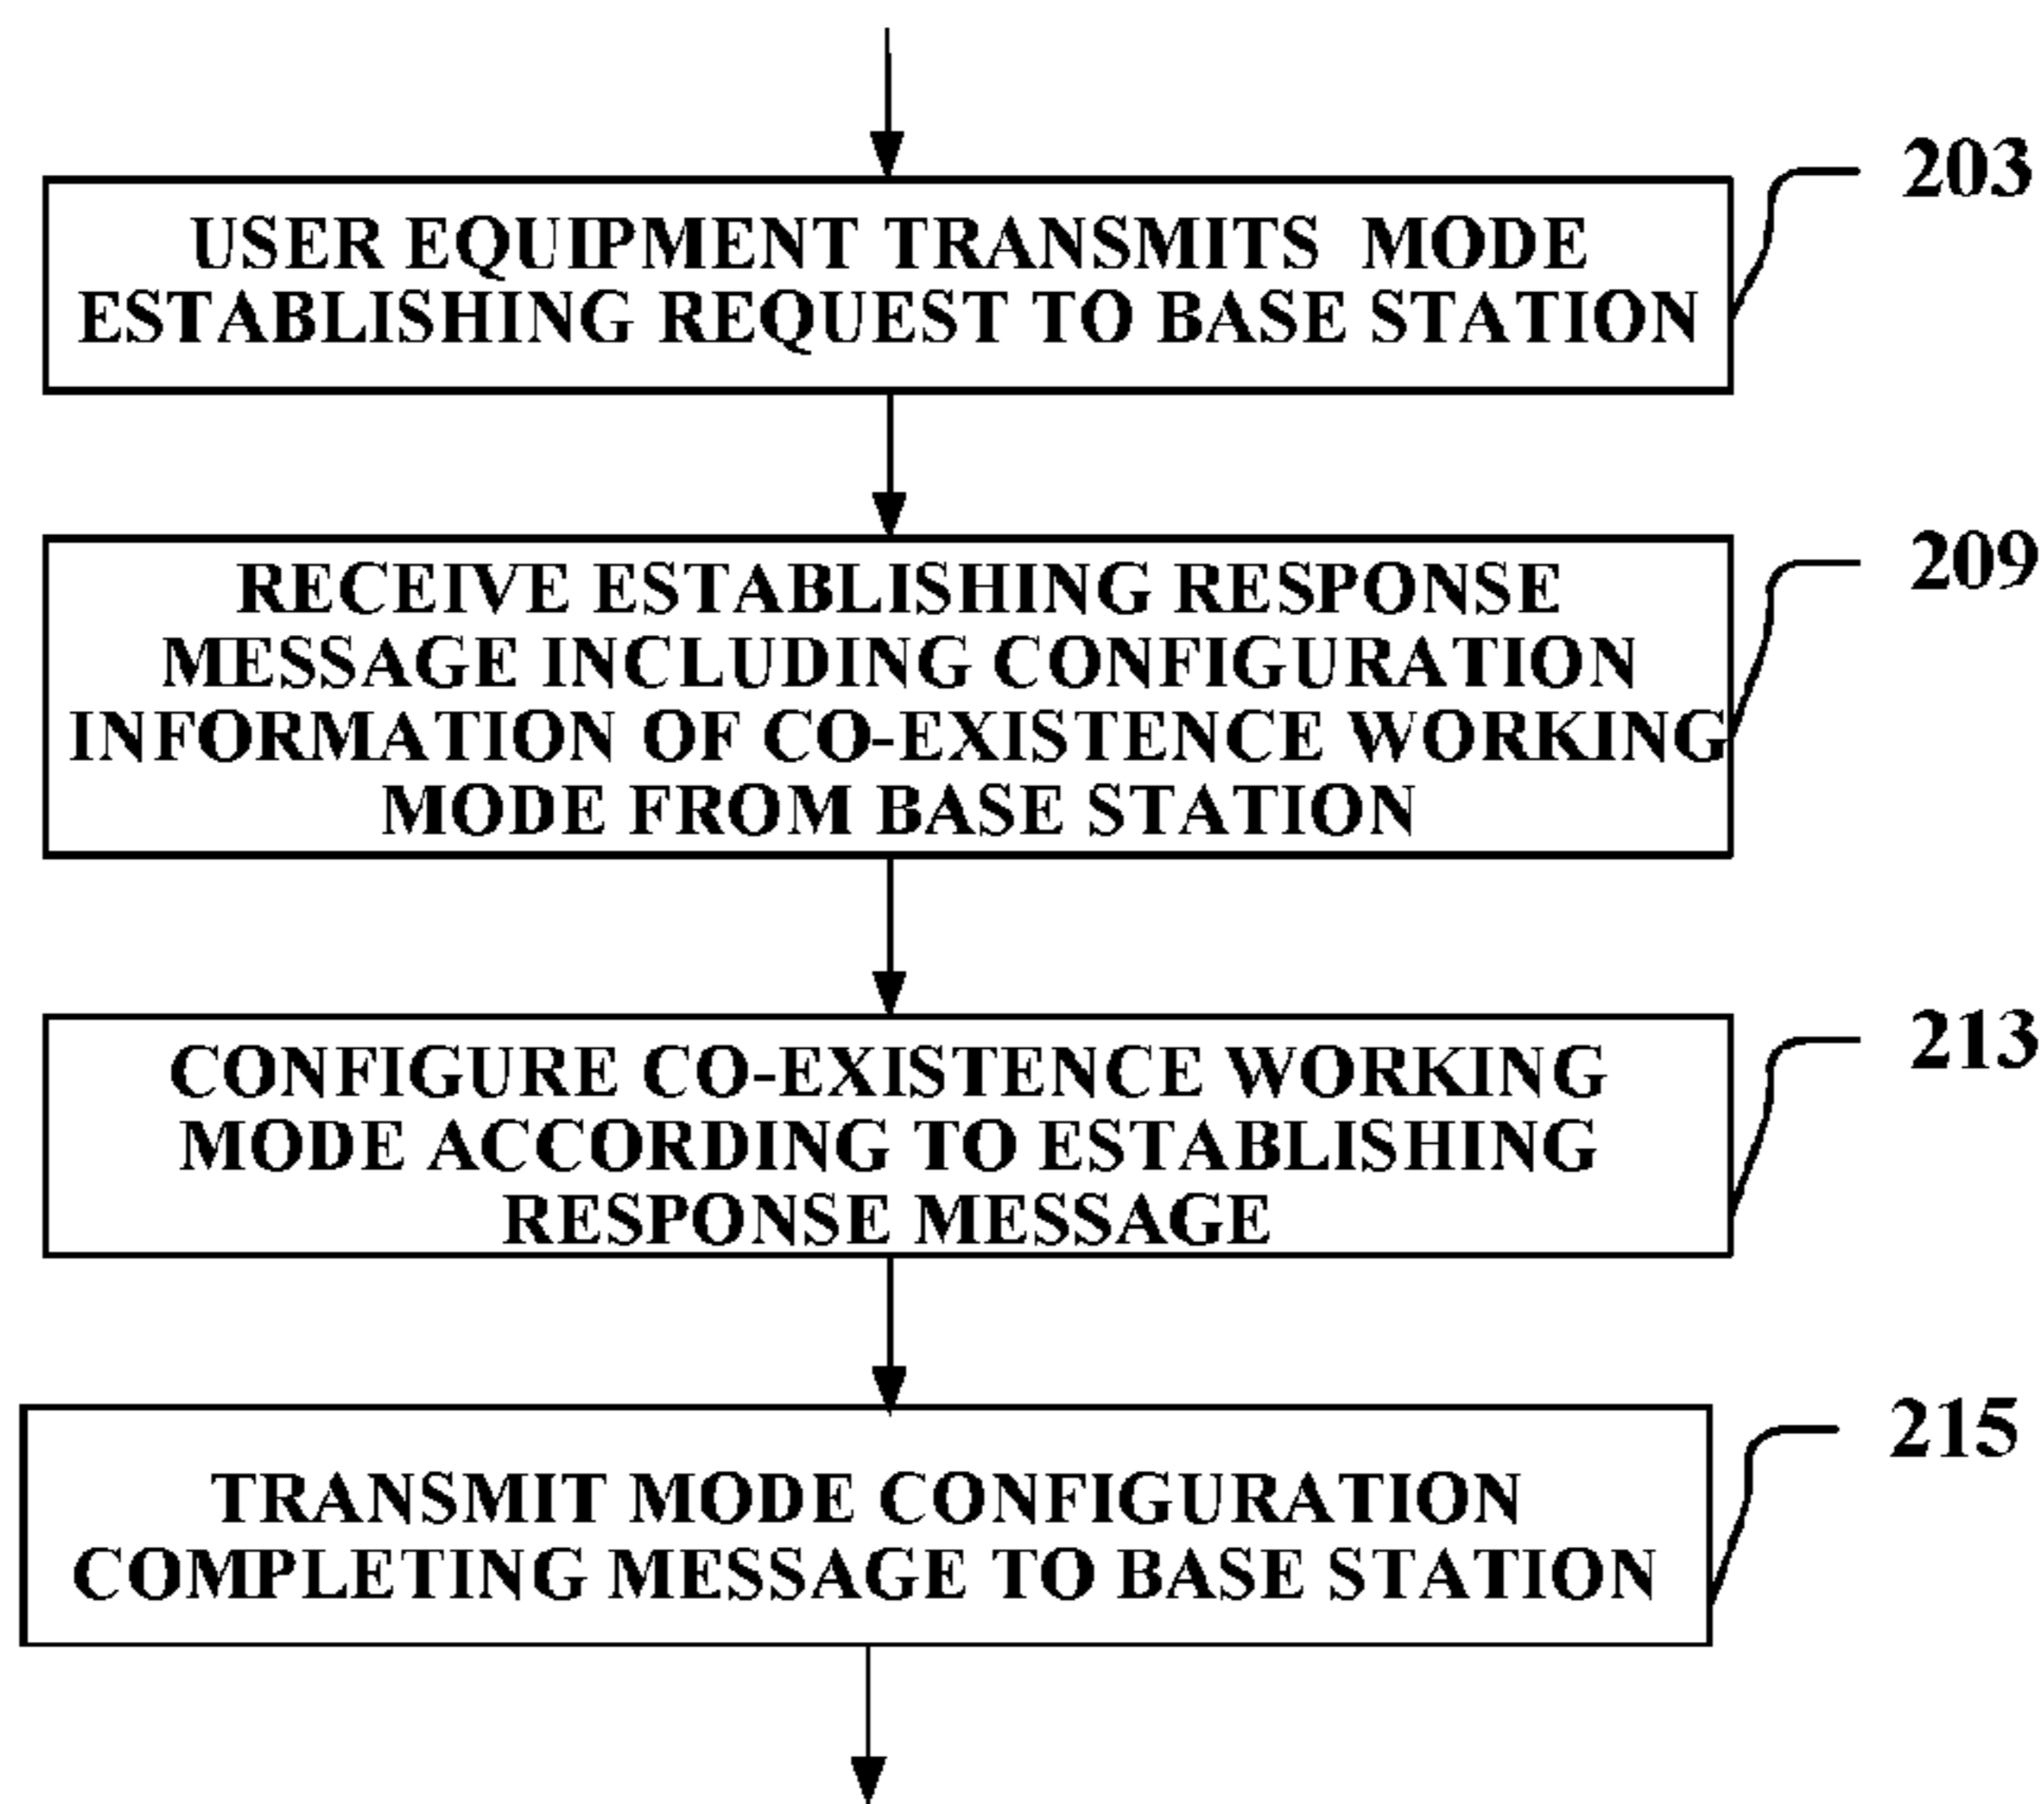 203
USER EQUIPMENT TRANSMITS MODE
ESTABLISHING REQUEST TO BASE STATION
209
RECEIVE ESTABLISHING RESPONSE
MESSAGE INCLUDING CONFIGURATION
INFORMATION OF CO-EXISTENCE WORKING
MODE FROM BASE STATION
213
CONFIGURE CO-EXISTENCE WORKING
MODE ACCORDING TO ESTABLISHING
RESPONSE MESSAGE
215
TRANSMIT MODE CONFIGURATION
COMPLETING MESSAGE TO BASE STATION